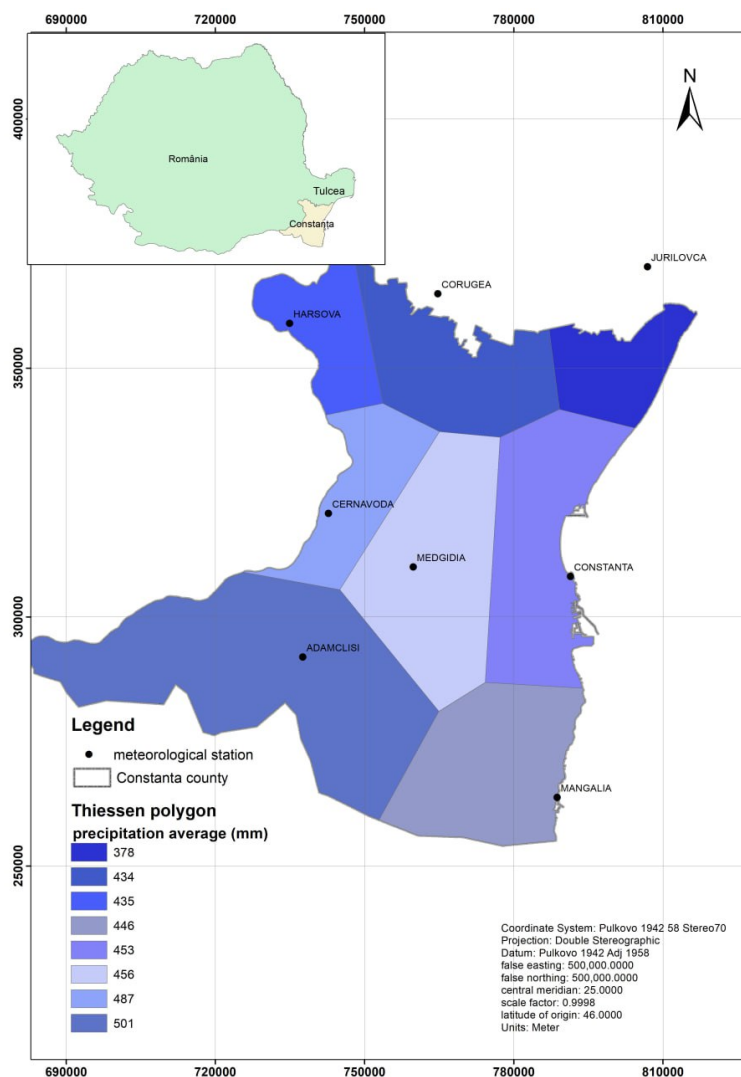 690000 720000 750000 780000 810000
400000
350000
300000
250000
România
Tulcea
Constanța
N
JURILOVCA
CORUGEA
HARSOVA
CERNAVODA
MEDGIDIA
CONSTANTA
ADAMCLISI
MANGALIA
Legend
meteorological station
Constanta county
Thiessen polygon
precipitation average (mm)
378
434
435
446
453
456
487
501
Coordinate System: Pulkovo 1942 58 Stereo70
Projection: Double Stereographic
Datum: Pulkovo 1942 Adj 1958
false easting: 500,000.0000
false northing: 500,000.0000
central meridian: 25.0000
scale factor: 0.9998
latitude of origin: 46.0000
Units: Meter
690000 720000 750000 780000 810000